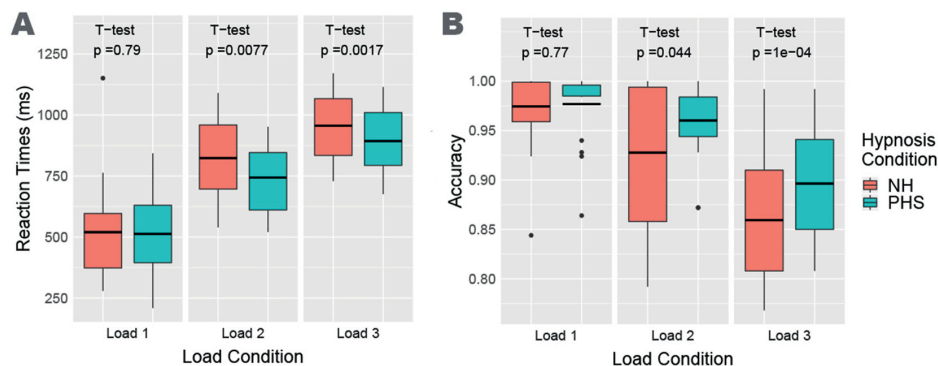 A
T-test
p =0.79
T-test
p =0.0077
T-test
p =0.0017
Reaction Times (ms)
1250
1000
750
500
250
Load 1
Load 2
Load 3
Load Condition
B
T-test
p =0.77
T-test
p =0.044
T-test
p =1e-04
Accuracy
1.00
0.95
0.90
0.85
0.80
Load 1
Load 2
Load 3
Load Condition
Hypnosis
Condition
NH
PHS